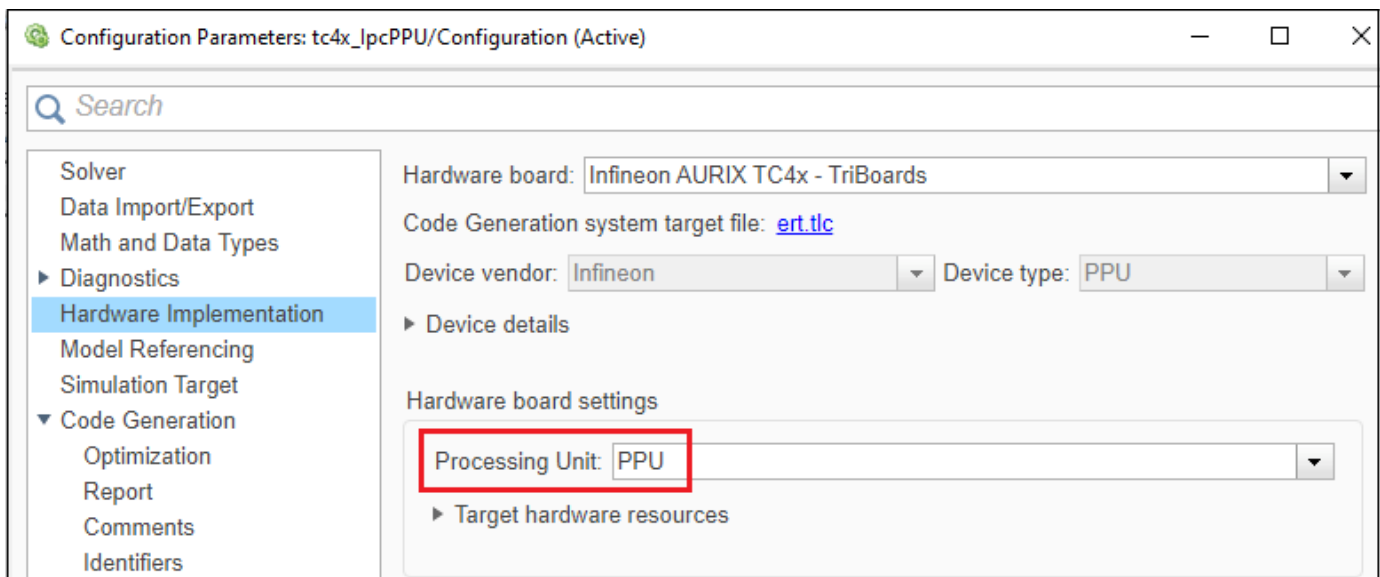 Configuration Parameters: tc4x_IpcPPU/Configuration (Active)
Search
Solver
Data Import/Export
Math and Data Types
Diagnostics
Hardware Implementation
Model Referencing
Simulation Target
Code Generation
Optimization
Report
Comments
Identifiers
Hardware board: Infineon AURIX TC4x - TriBoards
Code Generation system target file: ert.tlc
Device vendor: Infineon Device type: PPU
Device details
Hardware board settings
Processing Unit: PPU
Target hardware resources